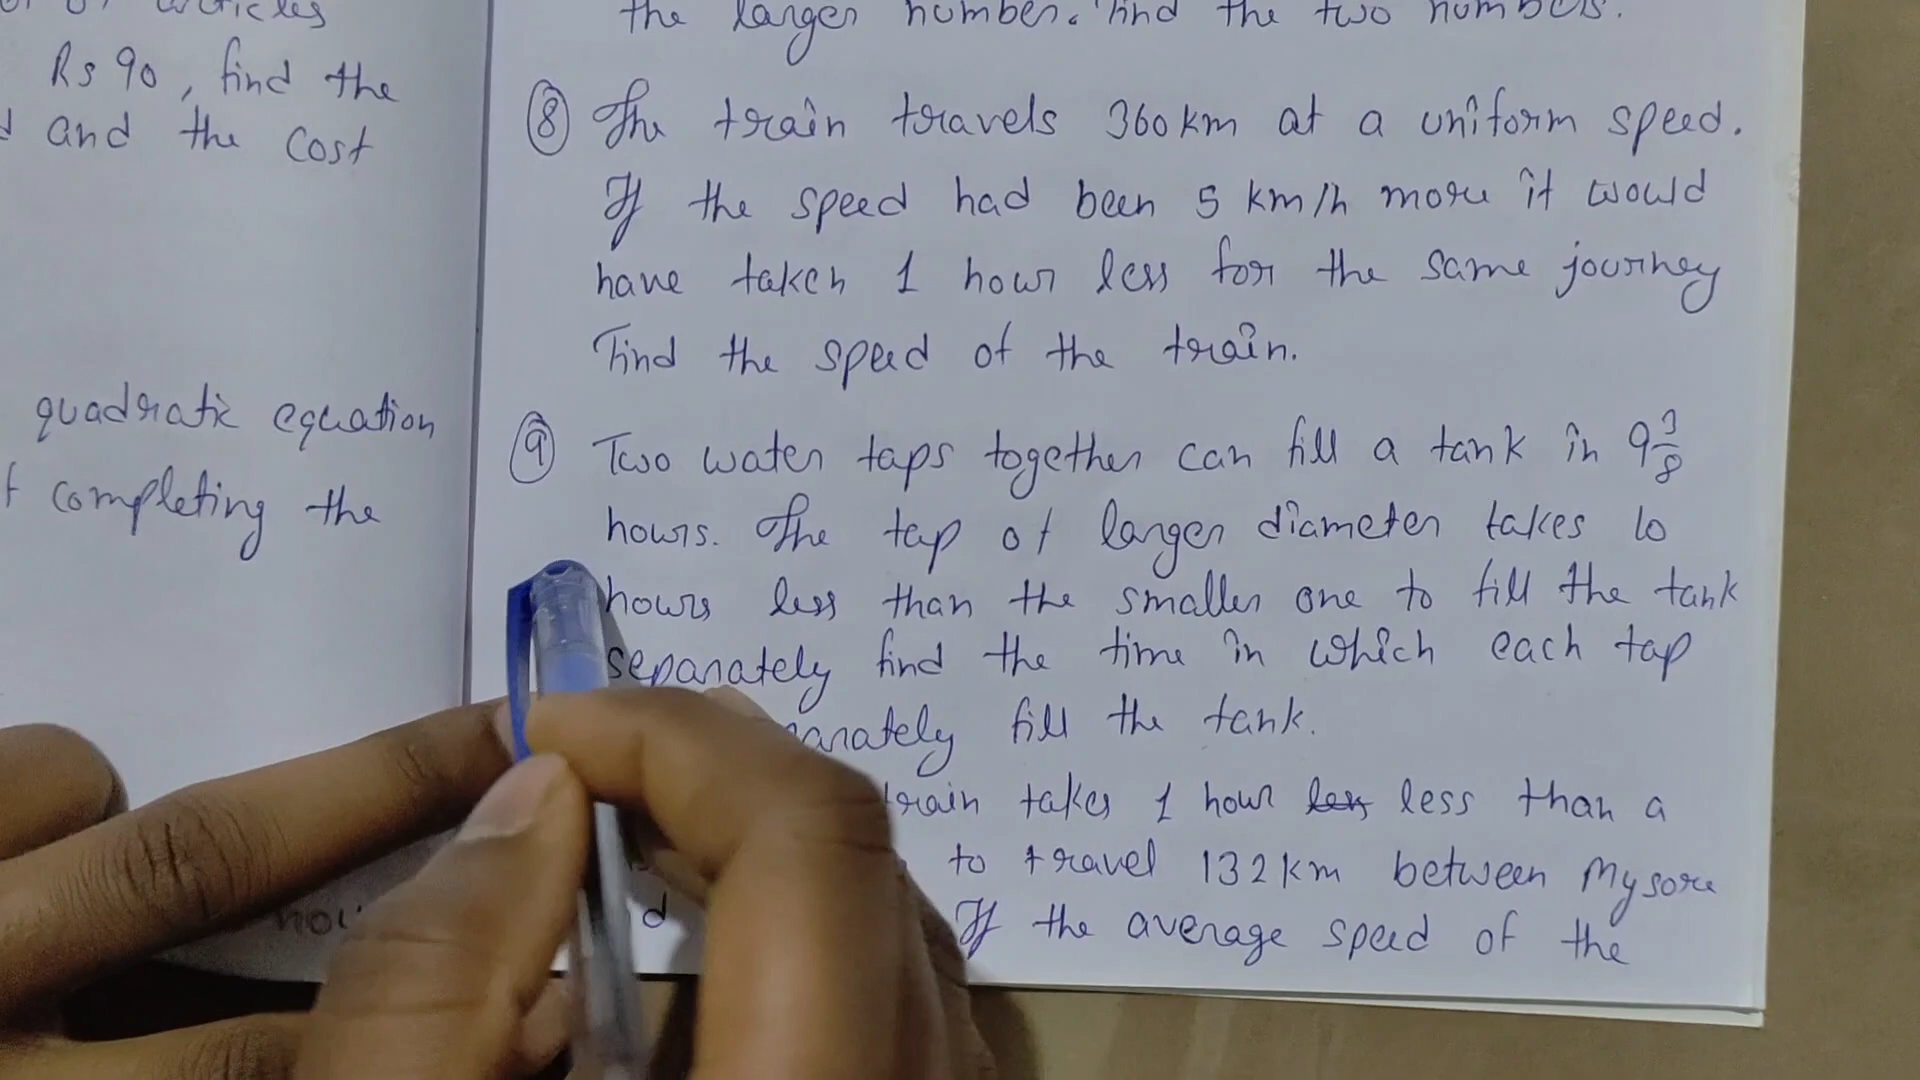 articles
Rs 90, find the
and the cost
quadratic equation
completing the
the larger number. Find the two numbers.
⑧ The train travels 360 km at a uniform speed.
If the speed had been 5 km/h more it would
have taken 1 hour less for the same journey
Find the speed of the train.
⑨ Two water taps together can fill a tank in 9 3/8
hours. The tap of larger diameter takes 10
hours less than the smaller one to fill the tank
separately find the time in which each tap
fill the tank.
train takes 1 hour less than a
to travel 132 km between Mysore
If the average speed of the